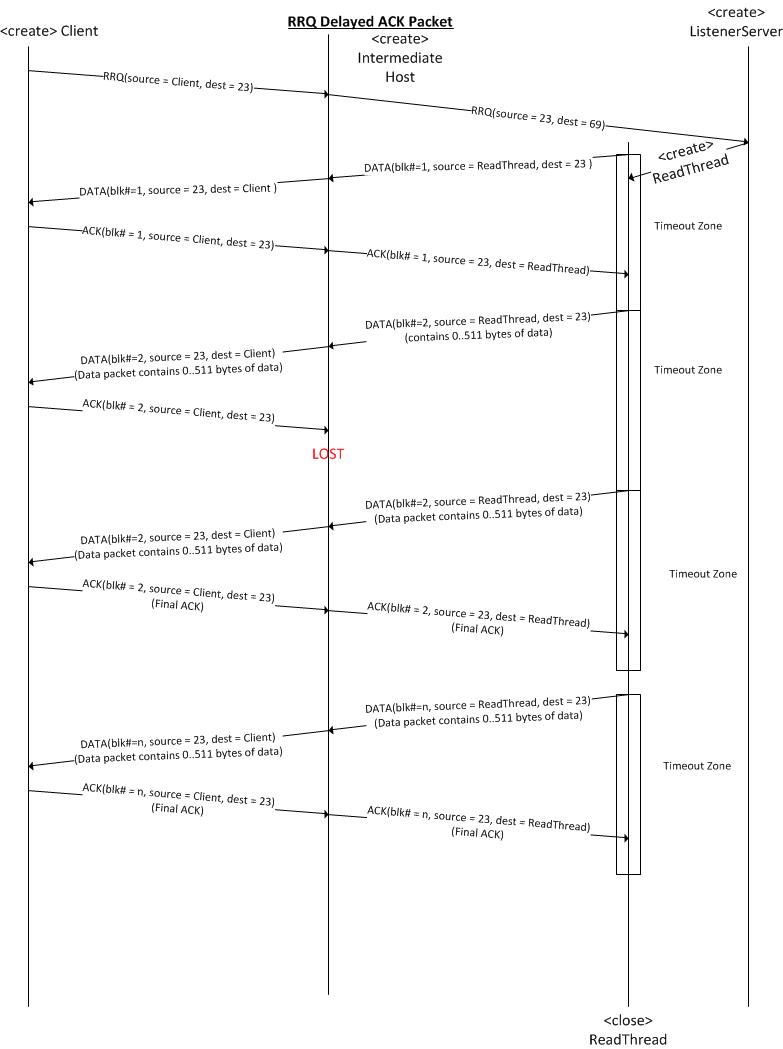 RRQ Delayed ACK Packet
<create> Client
<create>
Intermediate
Host
<create>
ListenerServer
RRQ(source = Client, dest = 23)
RRQ(source = 23, dest = 69)
<create>
ReadThread
DATA(blk#=1, source = ReadThread, dest = 23 )
DATA(blk#=1, source = 23, dest = Client )
Timeout Zone
ACK(blk# = 1, source = Client, dest = 23)
ACK(blk# = 1, source = 23, dest = ReadThread)
DATA(blk#=2, source = ReadThread, dest = 23)
(contains 0..511 bytes of data)
DATA(blk#=2, source = 23, dest = Client)
(Data packet contains 0..511 bytes of data)
Timeout Zone
ACK(blk# = 2, source = Client, dest = 23)
LOST
DATA(blk#=2, source = ReadThread, dest = 23)
(Data packet contains 0..511 bytes of data)
DATA(blk#=2, source = 23, dest = Client)
(Data packet contains 0..511 bytes of data)
Timeout Zone
ACK(blk# = 2, source = Client, dest = 23)
(Final ACK)
ACK(blk# = 2, source = 23, dest = ReadThread)
(Final ACK)
DATA(blk#=n, source = ReadThread, dest = 23)
(Data packet contains 0..511 bytes of data)
DATA(blk#=n, source = 23, dest = Client)
(Data packet contains 0..511 bytes of data)
Timeout Zone
ACK(blk# = n, source = Client, dest = 23)
(Final ACK)
ACK(blk# = n, source = 23, dest = ReadThread)
(Final ACK)
<close>
ReadThread